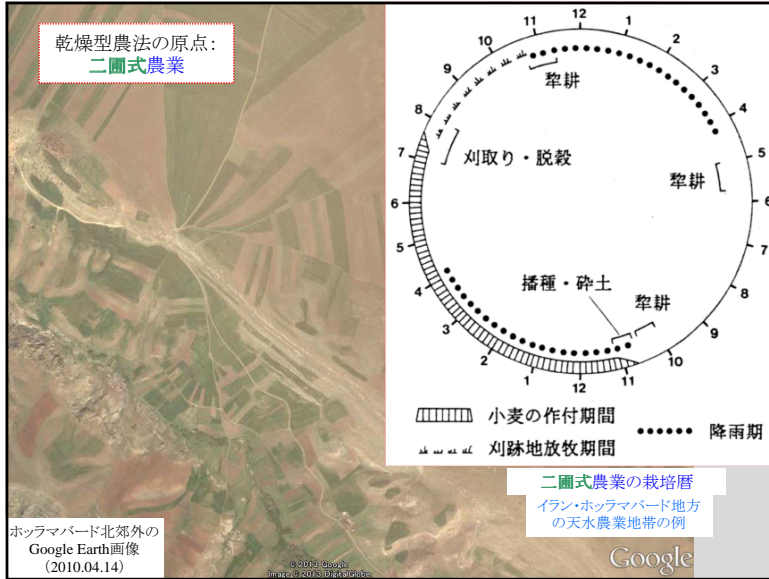 乾燥型農法の原点:
二圃式農業
11
12
1
2
3
4
5
6
7
8
9
10
11
12
1
2
3
4
5
6
7
8
9
10
犂耕
刈取り・脱穀
犂耕
播種・砕土
犂耕
小麦の作付期間
刈跡地放牧期間
降雨期
二圃式農業の栽培暦
イラン・ホッラマバード地方
の天水農業地帯の例
ホッラマバード北郊外の
Google Earth画像
(2010.04.14)
© 2013 Google
Image © 2013 DigitalGlobe
Google